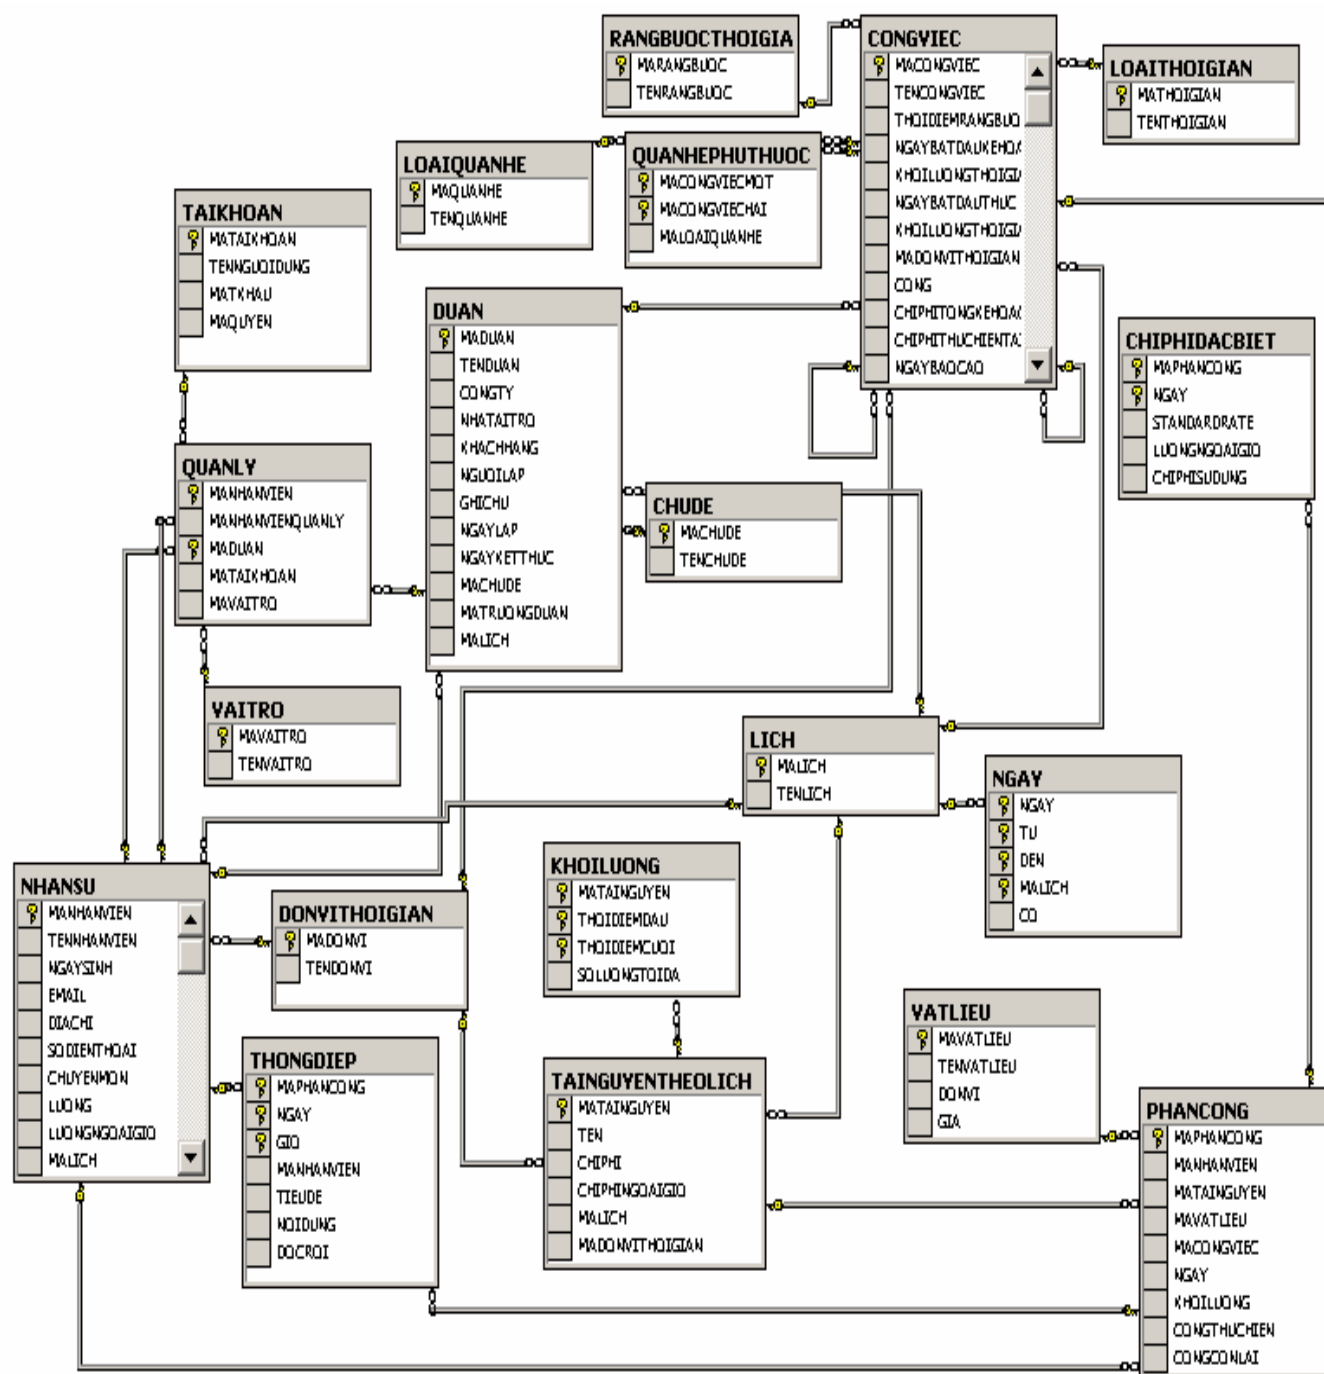 RANGBUOCTHOIGIA
MARANGBUOC
TENRANGBUOC
CONGVIEC
MACONGVIEC
TENCONGVIEC
THOIDIEMRANGBUO
NGAYBATDAUKEHOA
KHOILUONGTHOIGIA
NGAYBATDAUTHUC
KHOILUONGTHOIGIA
MADONVITHOIGIAN
CONG
CHIPHITONGKEHOAC
CHIPHITHUCHIENTA
NGAYBAOCAO
LOAITHOIGIAN
MATHOIGIAN
TENTHOIGIAN
LOAIQUANHE
MAQUANHE
TENQUANHE
QUANHEPHUTHUOC
MACONGVIECMOT
MACONGVIECHAI
MALOAIQUANHE
TAIKHOAN
MATAIKHOAN
TENNGUOIDUNG
MATKHAU
MAQUYEN
DUAN
MADUAN
TENDUAN
CONGTY
NHATAITRO
KHACHHANG
NGUOILAP
GHICHU
NGAYLAP
NGAYKETTHUC
MACHUDE
MATRUONGDUAN
MALICH
CHIPHIDACBIET
MAPHANCONG
NGAY
STANDARDRATE
LUONGNGOAIGIO
CHIPHISUDUNG
QUANLY
MANHANVIEN
MANHANVIENQUANLY
MADUAN
MATAIKHOAN
MAVAITRO
CHUDE
MACHUDE
TENCHUDE
VAITRO
MAVAITRO
TENVAITRO
LICH
MALICH
TENLICH
NGAY
NGAY
TU
DEN
MALICH
CO
NHANSU
MANHANVIEN
TENNHANVIEN
NGAYSINH
EMAIL
DIACHI
SODIENTHOAI
CHUYENMON
LUONG
LUONGNGOAIGIO
MALICH
DONVITHOIGIAN
MADONVI
TENDONVI
KHOILUONG
MATAINGUYEN
THOIDIEMDAU
THOIDIEMCUOI
SOLUONGTOIDA
THONGDIEP
MAPHANCONG
NGAY
GIO
MANHANVIEN
TIEUDE
NOIDUNG
DOCROI
TAINGUYENTHEOLICH
MATAINGUYEN
TEN
CHIPHI
CHIPHINGOAIGIO
MALICH
MADONVITHOIGIAN
VATLIEU
MAVATLIEU
TENVATLIEU
DONVI
GIA
PHANCONG
MAPHANCONG
MANHANVIEN
MATAINGUYEN
MAVATLIEU
MACONGVIEC
NGAY
KHOILUONG
CONGTHUCHIEN
CONGCONLAI